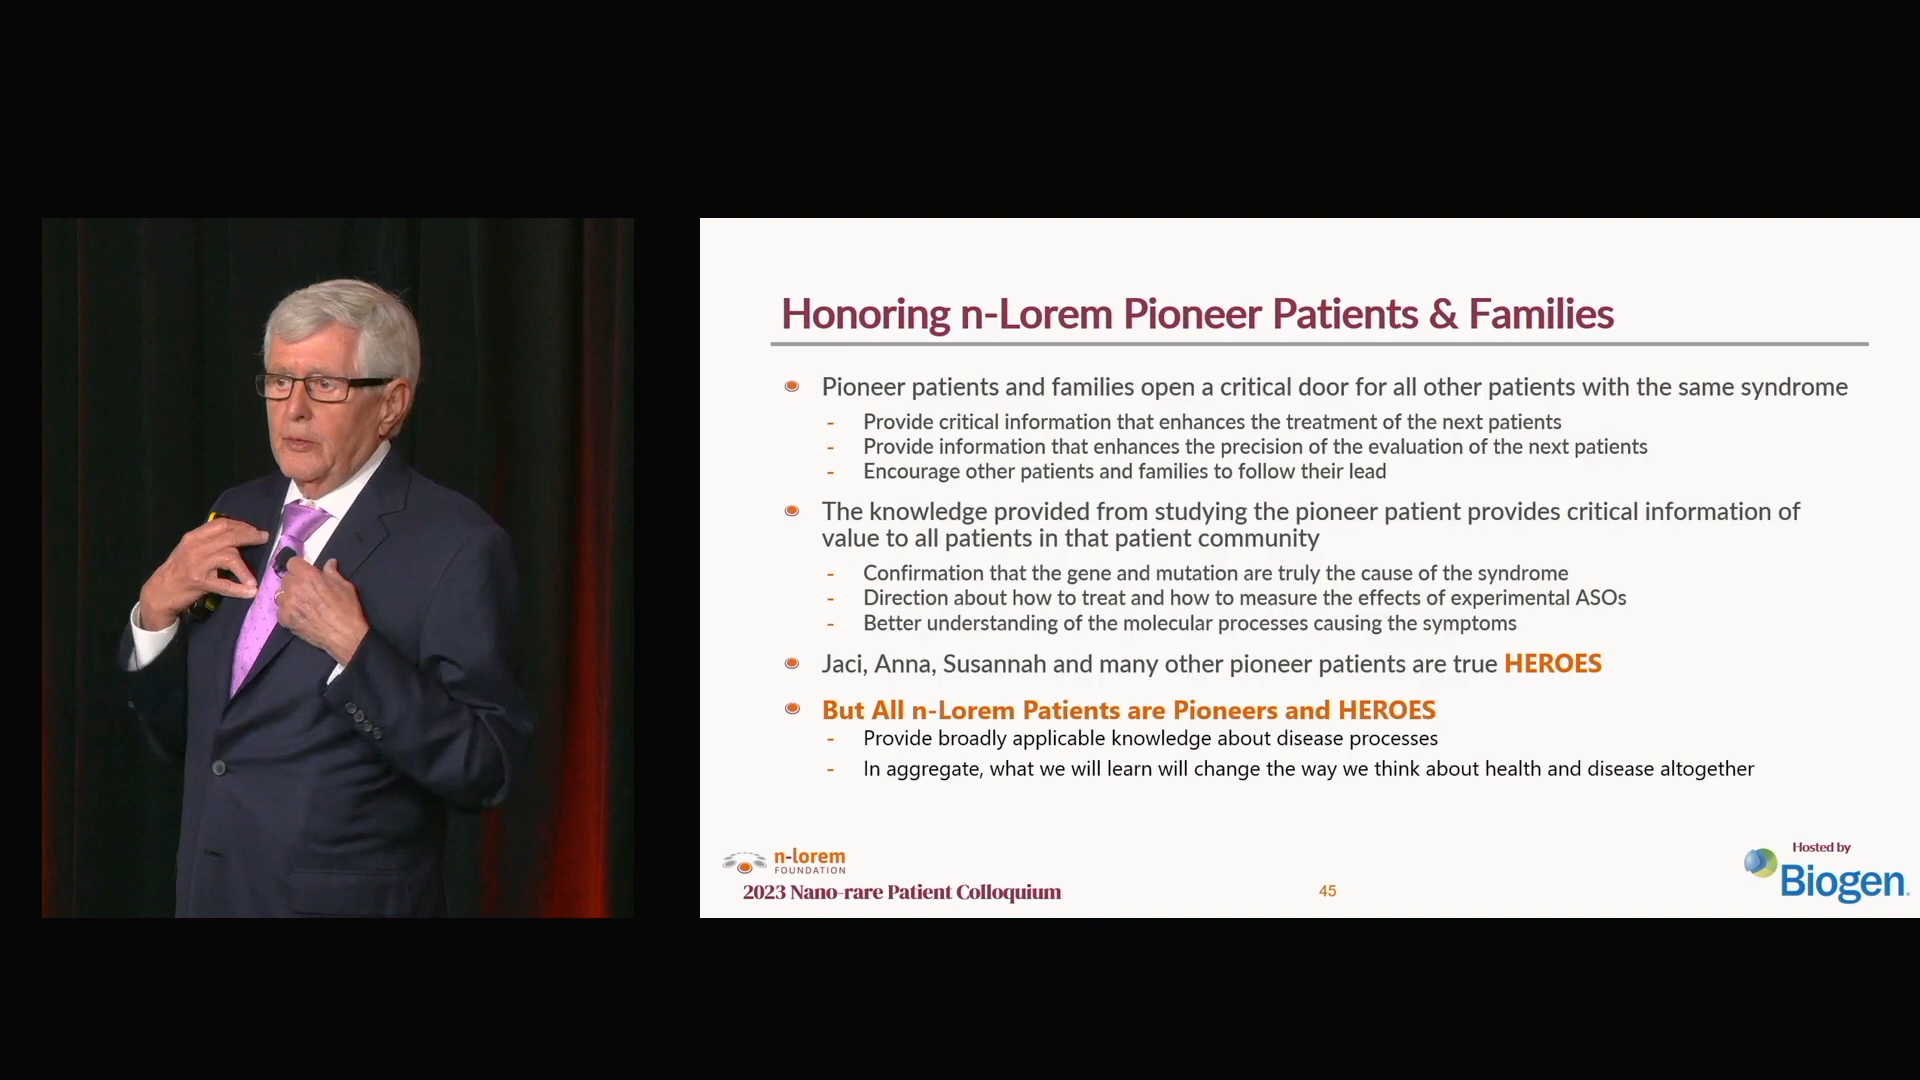 Honoring n-Lorem Pioneer Patients & Families
Pioneer patients and families open a critical door for all other patients with the same syndrome
- Provide critical information that enhances the treatment of the next patients
- Provide information that enhances the precision of the evaluation of the next patients
- Encourage other patients and families to follow their lead
The knowledge provided from studying the pioneer patient provides critical information of
value to all patients in that patient community
- Confirmation that the gene and mutation are truly the cause of the syndrome
- Direction about how to treat and how to measure the effects of experimental ASOs
- Better understanding of the molecular processes causing the symptoms
Jaci, Anna, Susannah and many other pioneer patients are true HEROES
But All n-Lorem Patients are Pioneers and HEROES
- Provide broadly applicable knowledge about disease processes
- In aggregate, what we will learn will change the way we think about health and disease altogether
n-lorem
FOUNDATION
2023 Nano-rare Patient Colloquium
45
Hosted by
Biogen.